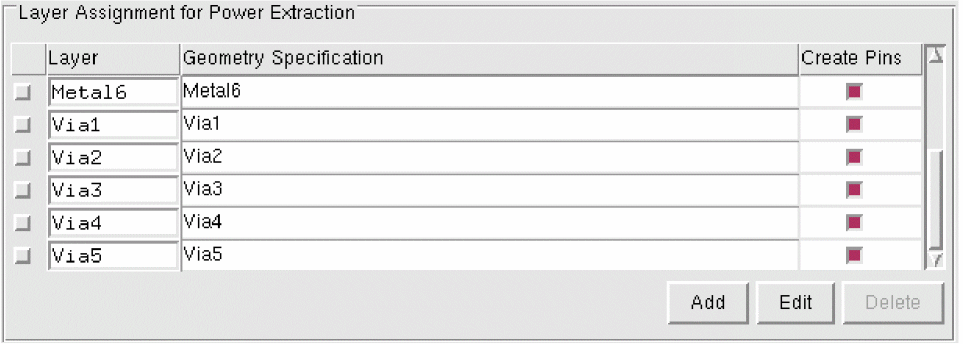 Layer Assignment for Power Extraction
Layer Geometry Specification Create Pins
Metal6 Metal6
Via1 Via1
Via2 Via2
Via3 Via3
Via4 Via4
Via5 Via5
Add Edit Delete